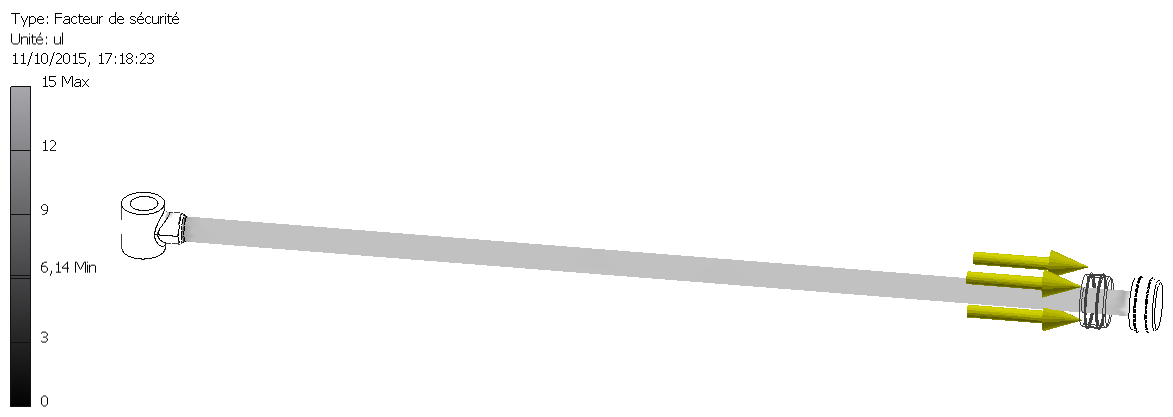 Type: Facteur de sécurité
Unité: ul
11/10/2015, 17:18:23
15 Max
12
9
6,14 Min
3
0